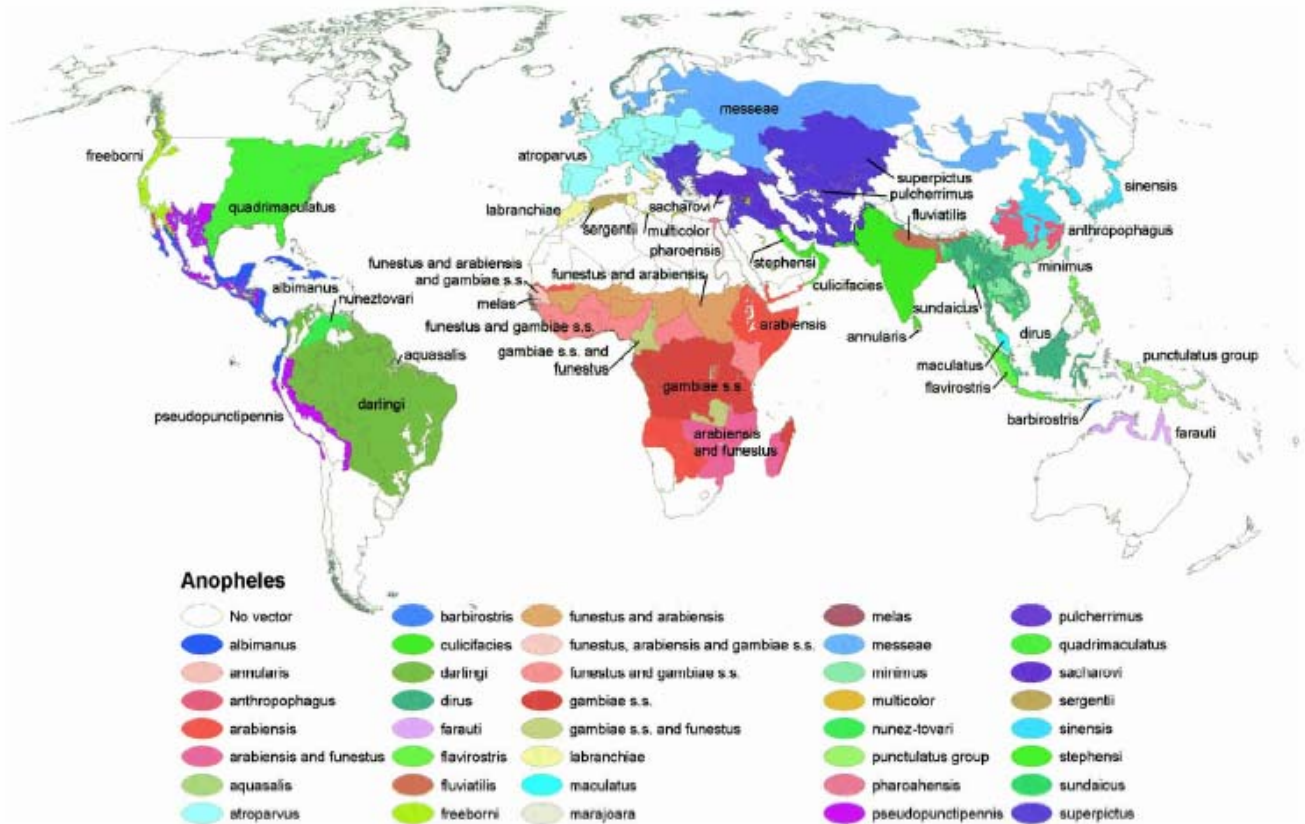 messeae
freeborni
atroparvus
superpictus
pulcherrimus
sinensis
quadrimaculatus
labranchiae
sacharovi
fluviatilis
sergentii
multicolor
anthropophagus
pharoensis
stephensi
minimus
funestus and arabiensis
and gambiae s.s.
funestus and arabiensis
albimanus
nuneztovari
melas
culicifacies
sundaicus
funestus and gambiae s.s.
arabiensis
annularis
dirus
aquasalis
gambiae s.s. and
funestus
punctulatus group
maculatus
gambiae s.s.
flavirostris
darlingi
pseudopunctipennis
barbirostris
arabiensis
and funestus
farauti
Anopheles
No vector
albimanus
annularis
anthropophagus
arabiensis
arabiensis and funestus
aquasalis
atroparvus
barbirostris
culicifacies
darlingi
dirus
farauti
flavirostris
fluviatilis
freeborni
funestus and arabiensis
funestus, arabiensis and gambiae s.s.
funestus and gambiae s.s.
gambiae s.s.
gambiae s.s. and funestus
labranchiae
maculatus
marajoara
melas
messeae
minimus
multicolor
nunez-tovari
punctulatus group
pharoahensis
pseudopunctipennis
pulcherrimus
quadrimaculatus
sacharovi
sergentii
sinensis
stephensi
sundaicus
superpictus